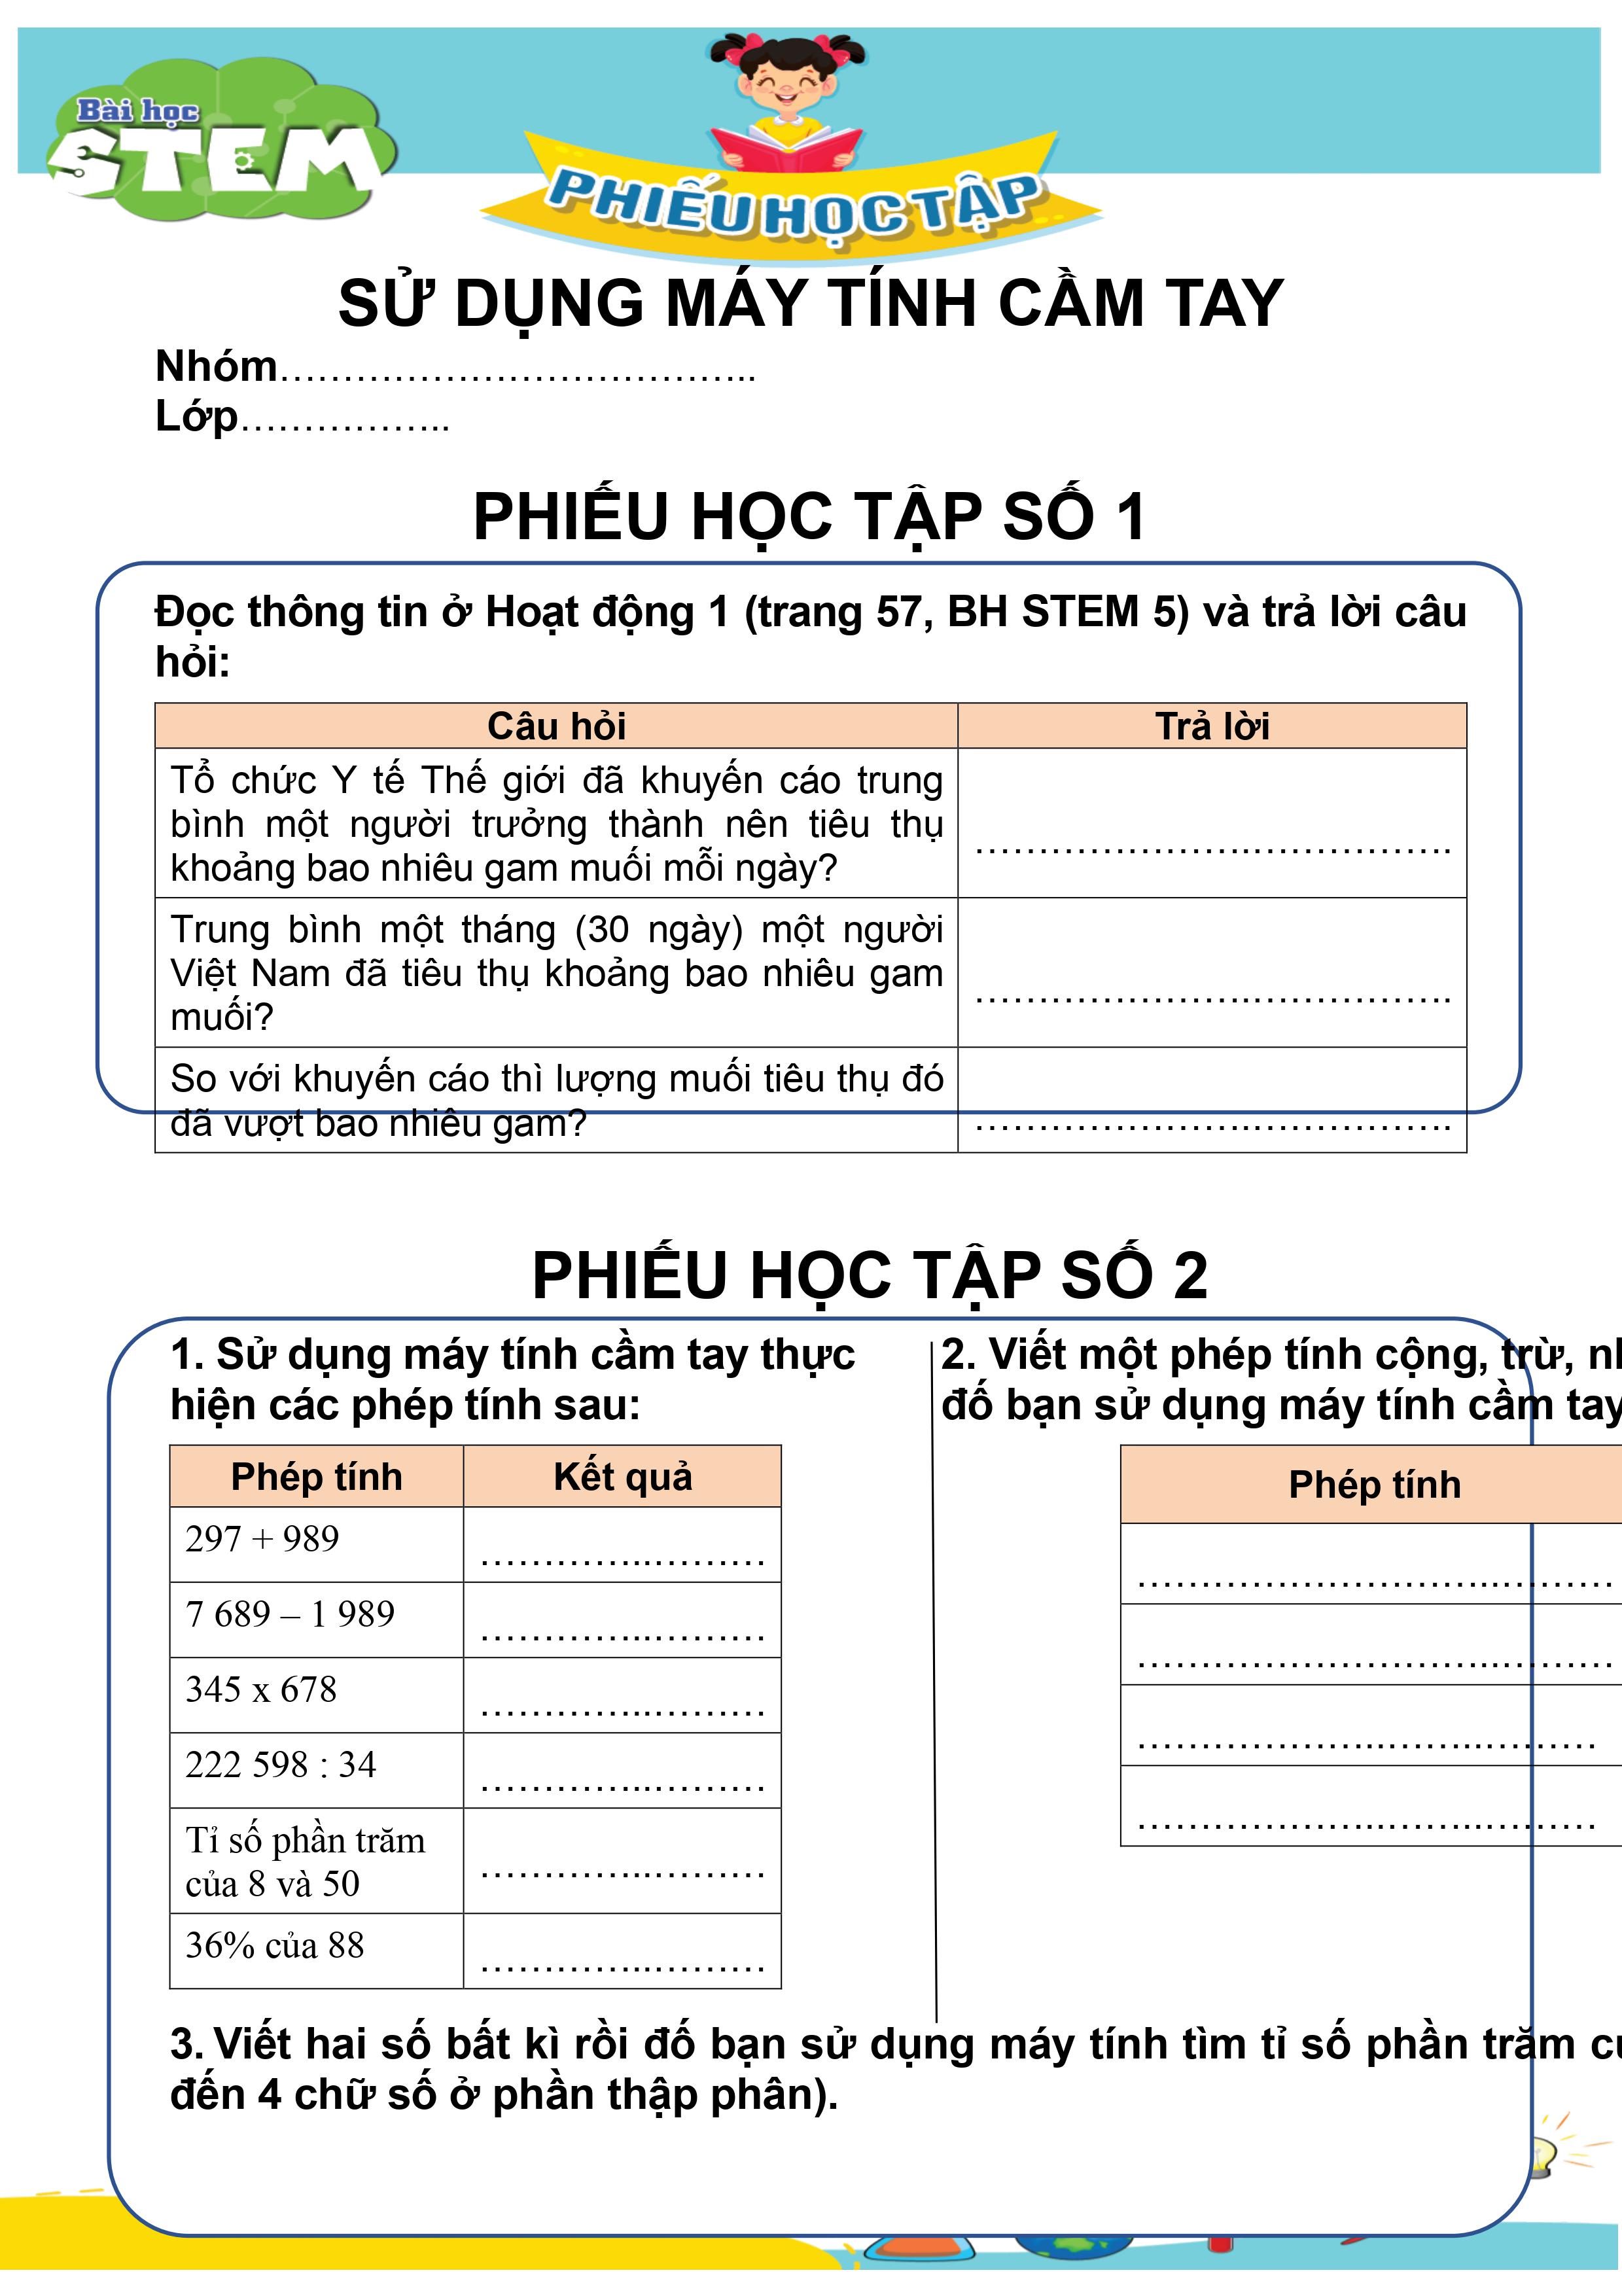 Bài học
STEM
PHIẾU HỌC TẬP
SỬ DỤNG MÁY TÍNH CẦM TAY
Nhóm…………………………………..
Lớp……………..
PHIẾU HỌC TẬP SỐ 1
Đọc thông tin ở Hoạt động 1 (trang 57, BH STEM 5) và trả lời câu
hỏi:
Câu hỏi
Trả lời
Tổ chức Y tế Thế giới đã khuyến cáo trung
bình một người trưởng thành nên tiêu thụ
khoảng bao nhiêu gam muối mỗi ngày?
…………………..…………….
Trung bình một tháng (30 ngày) một người
Việt Nam đã tiêu thụ khoảng bao nhiêu gam
muối?
…………………..…………….
So với khuyến cáo thì lượng muối tiêu thụ đó
đã vượt bao nhiêu gam?
…………………..…………….
PHIẾU HỌC TẬP SỐ 2
1. Sử dụng máy tính cầm tay thực
hiện các phép tính sau:
Phép tính
Kết quả
297 + 989
…………...………
7 689 – 1 989
…………...………
345 x 678
…………...………
222 598 : 34
…………...………
Tỉ số phần trăm
của 8 và 50
…………...………
36% của 88
…………...………
2. Viết một phép tính cộng, trừ,
đố bạn sử dụng máy tính cầm tay
Phép tính
………………………...………
………………………...………
…………………..……..………
…………………..……..………
3. Viết hai số bất kì rồi đố bạn sử dụng máy tính tìm tỉ số phần trăm
đến 4 chữ số ở phần thập phân).